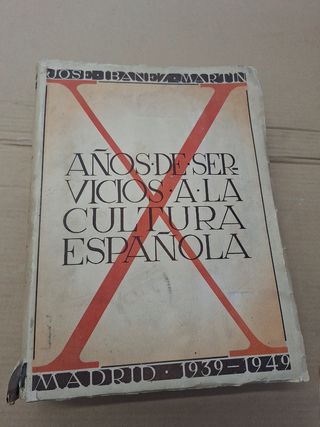 JOSE·IBAÑEZ·MARTIN
X
AÑOS·DE·SER-
VICIOS·A·LA
CULTURA
ESPAÑOLA
MADRID·1939-1949